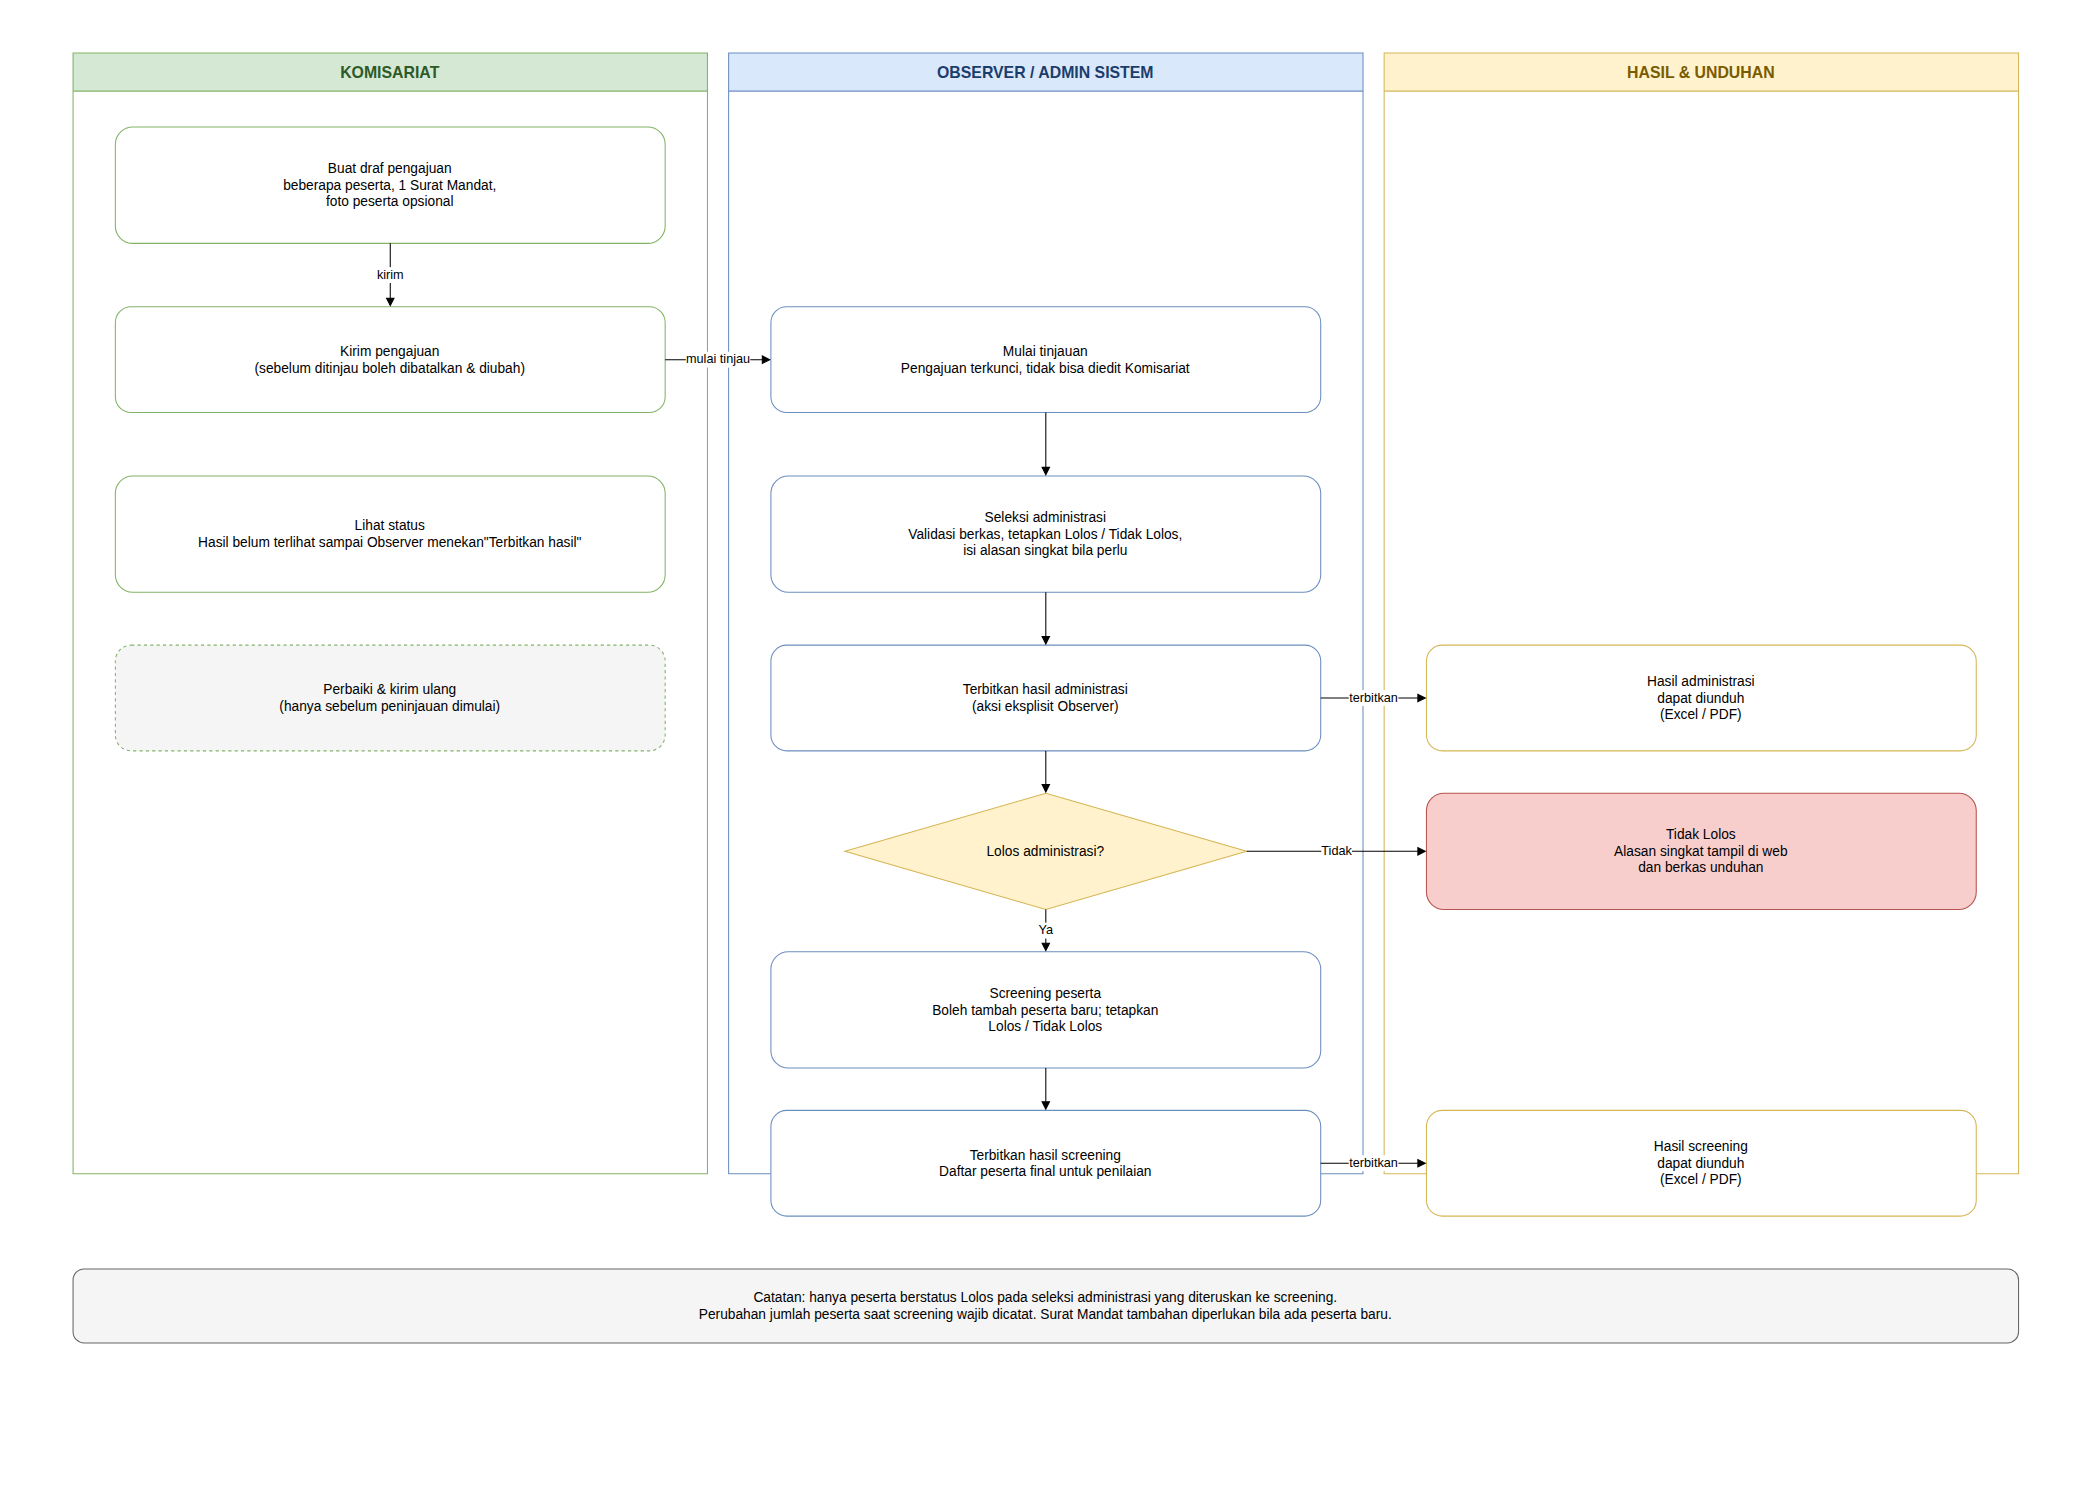 KOMISARIAT
OBSERVER / ADMIN SISTEM
HASIL & UNDUHAN
Buat draf pengajuan
beberapa peserta, 1 Surat Mandat,
foto peserta opsional
kirim
Kirim pengajuan
(sebelum ditinjau boleh dibatalkan & diubah)
mulai tinjau
Mulai tinjauan
Pengajuan terkunci, tidak bisa diedit Komisariat
Lihat status
Hasil belum terlihat sampai Observer menekan"Terbitkan hasil"
Seleksi administrasi
Validasi berkas, tetapkan Lolos / Tidak Lolos,
isi alasan singkat bila perlu
Perbaiki & kirim ulang
(hanya sebelum peninjauan dimulai)
Terbitkan hasil administrasi
(aksi eksplisit Observer)
terbitkan
Hasil administrasi
dapat diunduh
(Excel / PDF)
Lolos administrasi?
Tidak
Tidak Lolos
Alasan singkat tampil di web
dan berkas unduhan
Ya
Screening peserta
Boleh tambah peserta baru; tetapkan
Lolos / Tidak Lolos
Terbitkan hasil screening
Daftar peserta final untuk penilaian
terbitkan
Hasil screening
dapat diunduh
(Excel / PDF)
Catatan: hanya peserta berstatus Lolos pada seleksi administrasi yang diteruskan ke screening.
Perubahan jumlah peserta saat screening wajib dicatat. Surat Mandat tambahan diperlukan bila ada peserta baru.